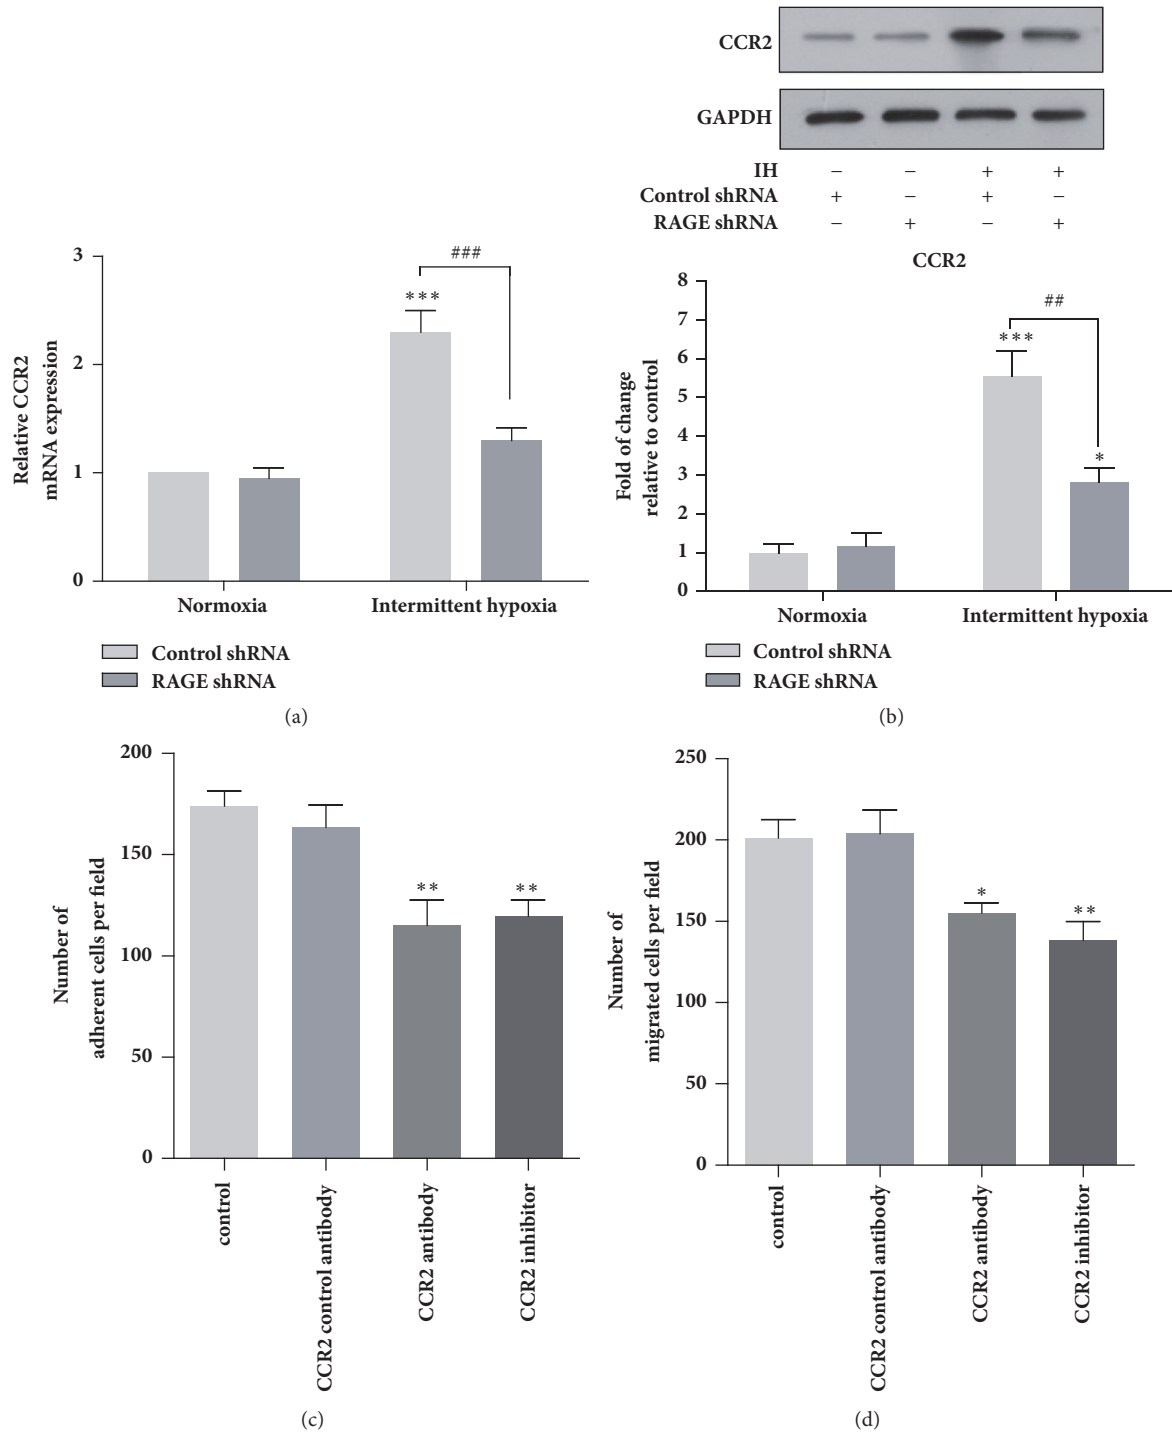 3
2
1
0
Relative CCR2
mRNA expression
***
###
Normoxia
Intermittent hypoxia
Control shRNA
RAGE shRNA
(a)
CCR2
GAPDH
IH − − + +
Control shRNA + − + −
RAGE shRNA − + − +
CCR2
8
7
6
5
4
3
2
1
0
Fold of change
relative to control
***
##
*
Normoxia
Intermittent hypoxia
Control shRNA
RAGE shRNA
(b)
200
150
100
50
0
Number of
adherent cells per field
**
**
control
CCR2 control antibody
CCR2 antibody
CCR2 inhibitor
(c)
250
200
150
100
50
0
Number of
migrated cells per field
*
**
control
CCR2 control antibody
CCR2 antibody
CCR2 inhibitor
(d)